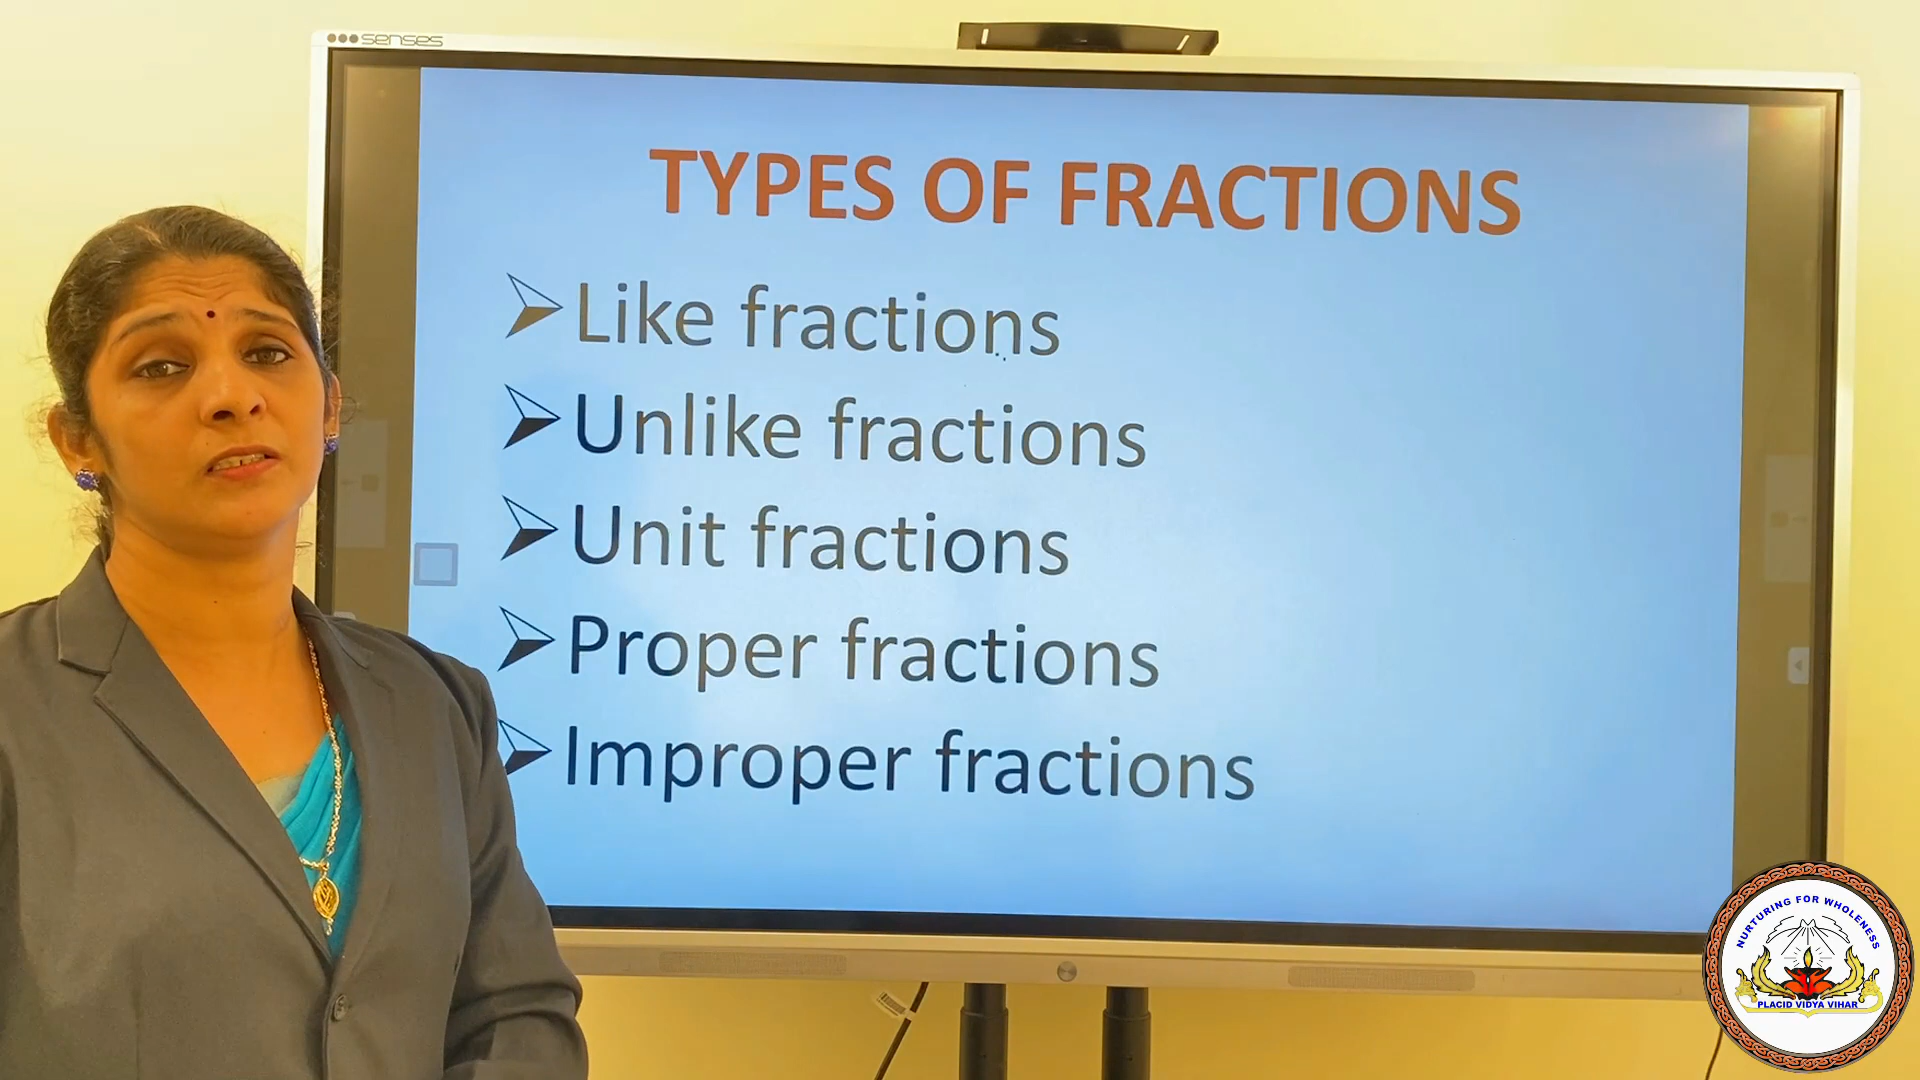 senses
TYPES OF FRACTIONS
Like fractions
Unlike fractions
Unit fractions
Proper fractions
Improper fractions
NURTURING FOR WHOLENESS
PLACID VIDYA VIHAR